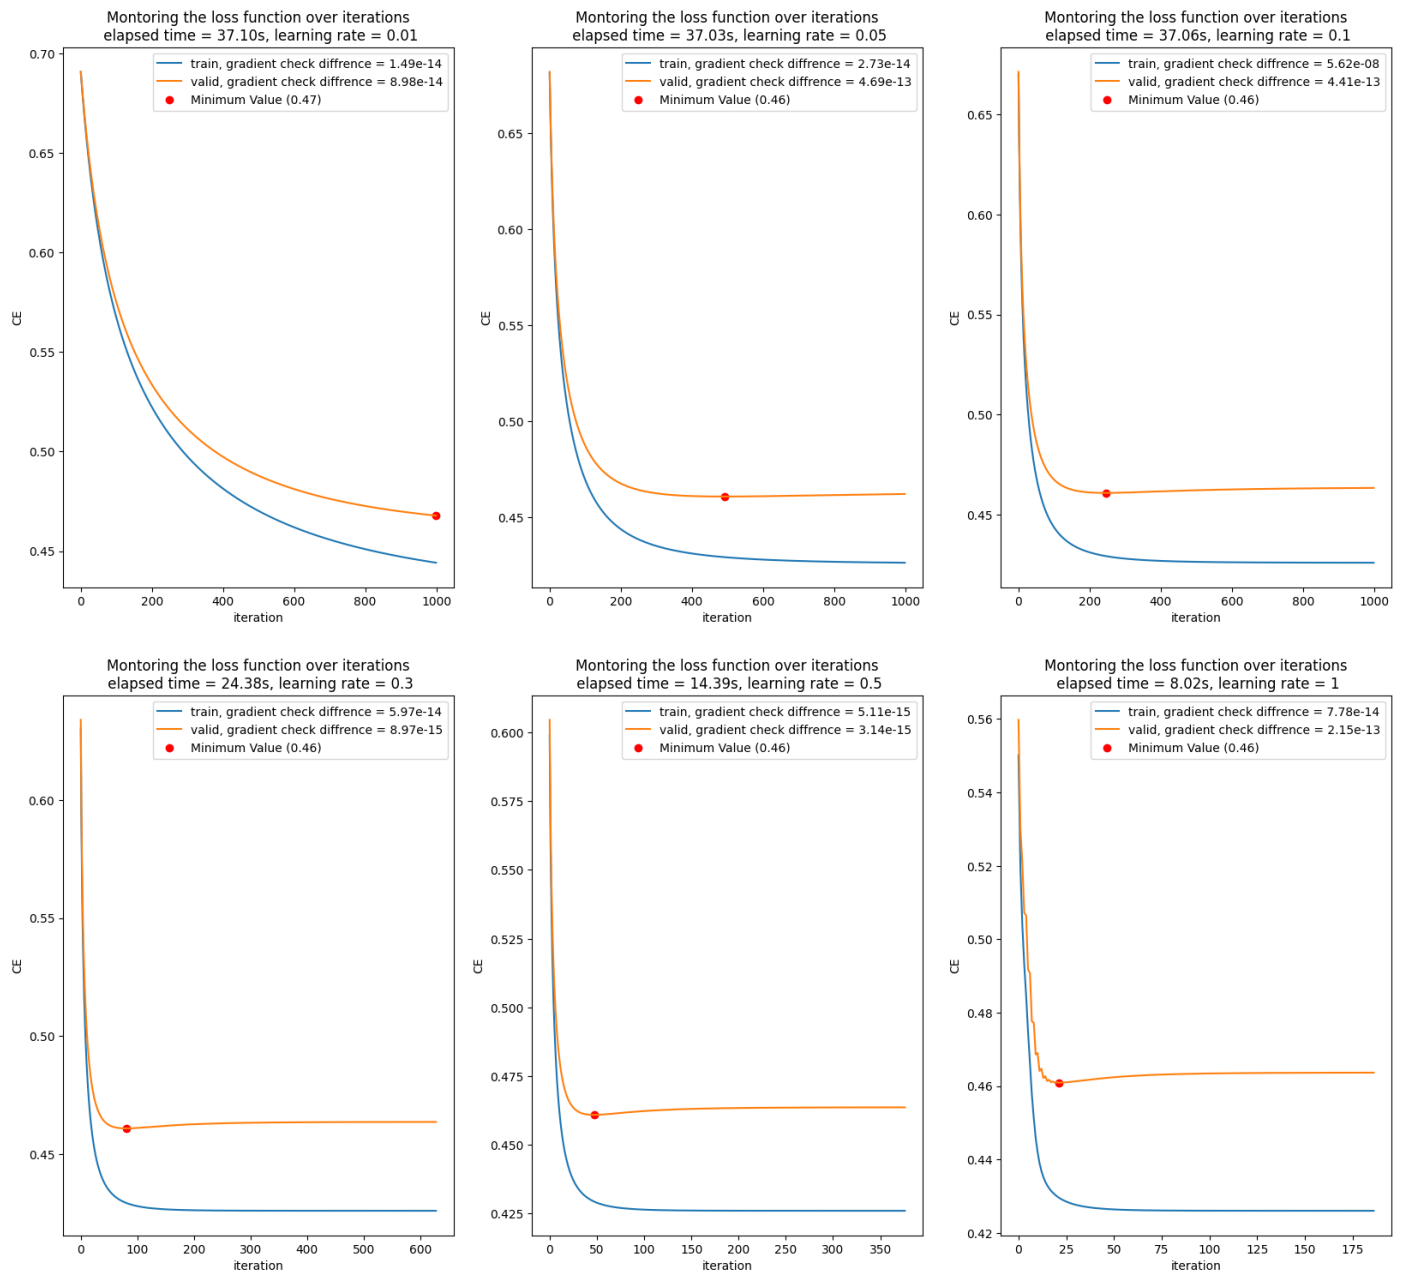 Montoring the loss function over iterations
elapsed time = 37.10s, learning rate = 0.01
train, gradient check diffrence = 1.49e-14
valid, gradient check diffrence = 8.98e-14
Minimum Value (0.47)
0.70
0.65
0.60
0.55
0.50
0.45
CE
0 200 400 600 800 1000
iteration
Montoring the loss function over iterations
elapsed time = 37.03s, learning rate = 0.05
train, gradient check diffrence = 2.73e-14
valid, gradient check diffrence = 4.69e-13
Minimum Value (0.46)
0.65
0.60
0.55
0.50
0.45
CE
0 200 400 600 800 1000
iteration
Montoring the loss function over iterations
elapsed time = 37.06s, learning rate = 0.1
train, gradient check diffrence = 5.62e-08
valid, gradient check diffrence = 4.41e-13
Minimum Value (0.46)
0.65
0.60
0.55
0.50
0.45
CE
0 200 400 600 800 1000
iteration
Montoring the loss function over iterations
elapsed time = 24.38s, learning rate = 0.3
train, gradient check diffrence = 5.97e-14
valid, gradient check diffrence = 8.97e-15
Minimum Value (0.46)
0.60
0.55
0.50
0.45
CE
0 100 200 300 400 500 600
iteration
Montoring the loss function over iterations
elapsed time = 14.39s, learning rate = 0.5
train, gradient check diffrence = 5.11e-15
valid, gradient check diffrence = 3.14e-15
Minimum Value (0.46)
0.600
0.575
0.550
0.525
0.500
0.475
0.450
0.425
CE
0 50 100 150 200 250 300 350
iteration
Montoring the loss function over iterations
elapsed time = 8.02s, learning rate = 1
train, gradient check diffrence = 7.78e-14
valid, gradient check diffrence = 2.15e-13
Minimum Value (0.46)
0.56
0.54
0.52
0.50
0.48
0.46
0.44
0.42
CE
0 25 50 75 100 125 150 175
iteration